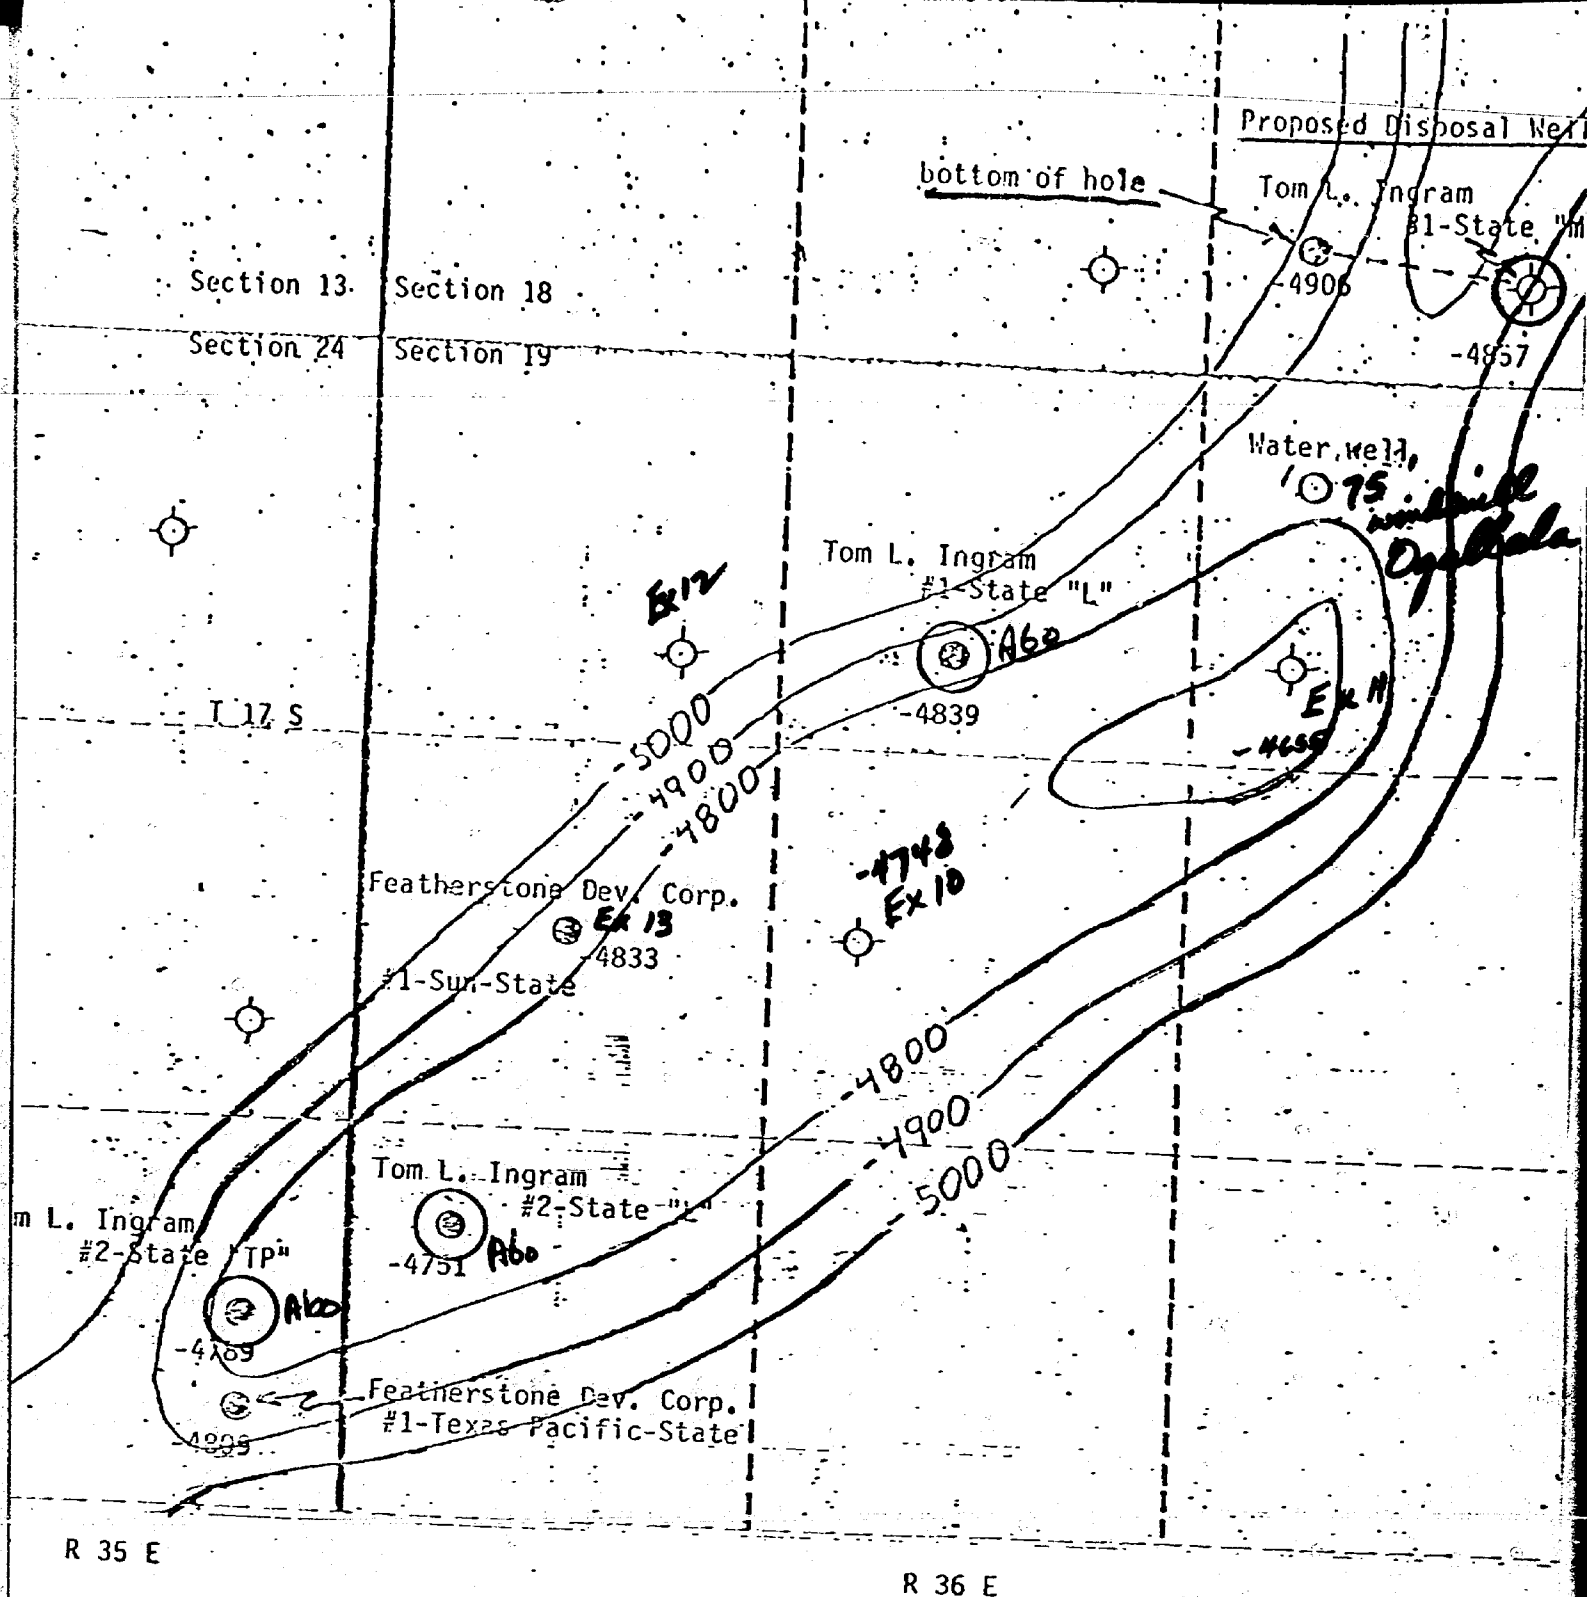 Proposed Disposal Well
bottom of hole
Tom L. Ingram
#1-State "M
-4906
-4857
Section 13
Section 18
Section 24
Section 19
Water well
75
windmill
Ogallala
Tom L. Ingram
#1-State "L"
Abo
-4839
Ex 12
T 17 S
Ex 11
-4655
-5000
-4900
-4800
-4748
Ex 10
Featherstone Dev. Corp.
Ex 13
-4833
#1-Sun-State
-4800
-4900
-5000
Tom L. Ingram
#2-State "L"
Abo
-4751
m L. Ingram
#2-State "TP"
Abo
-4789
Featherstone Dev. Corp.
#1-Texas Pacific-State
-4809
R 35 E
R 36 E